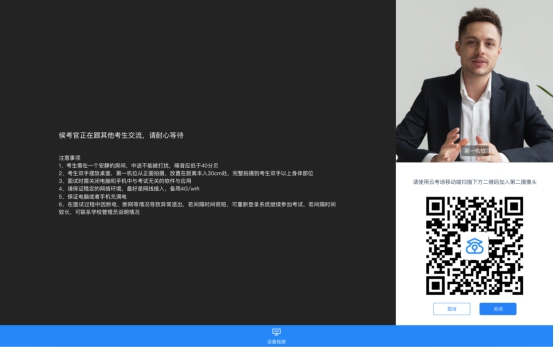 候考官正在跟其他考生交流，请耐心等待
注意事项
1、考生需在一个安静的房间，中途不能被打扰，噪音应低于40分贝
2、考生双手摆放桌面，第一机位从正面拍摄，放置在距离本人30cm处，完整拍摄到考生双手以上身体部位
3、面试时需关闭电脑和手机中与考试无关的软件与应用
4、请保证稳定的网络环境，最好是网线接入，备用4G/wifi
5、保证电脑或者手机充满电
6、在面试过程中因断电、断网等情况导致异常退出，若间隔时间很短，可重新登录系统继续参加考试，若间隔时间
较长，可联系学校管理员说明情况
第一机位
请使用云考场移动端扫描下方二维码加入第二摄像头
关闭
设备检测